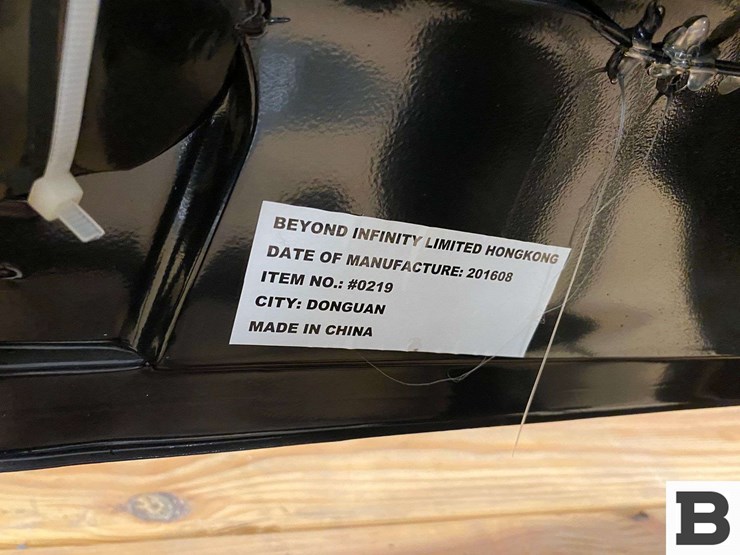 BEYOND INFINITY LIMITED HONGKONG
DATE OF MANUFACTURE: 201608
ITEM NO.: #0219
CITY: DONGUAN
MADE IN CHINA
B